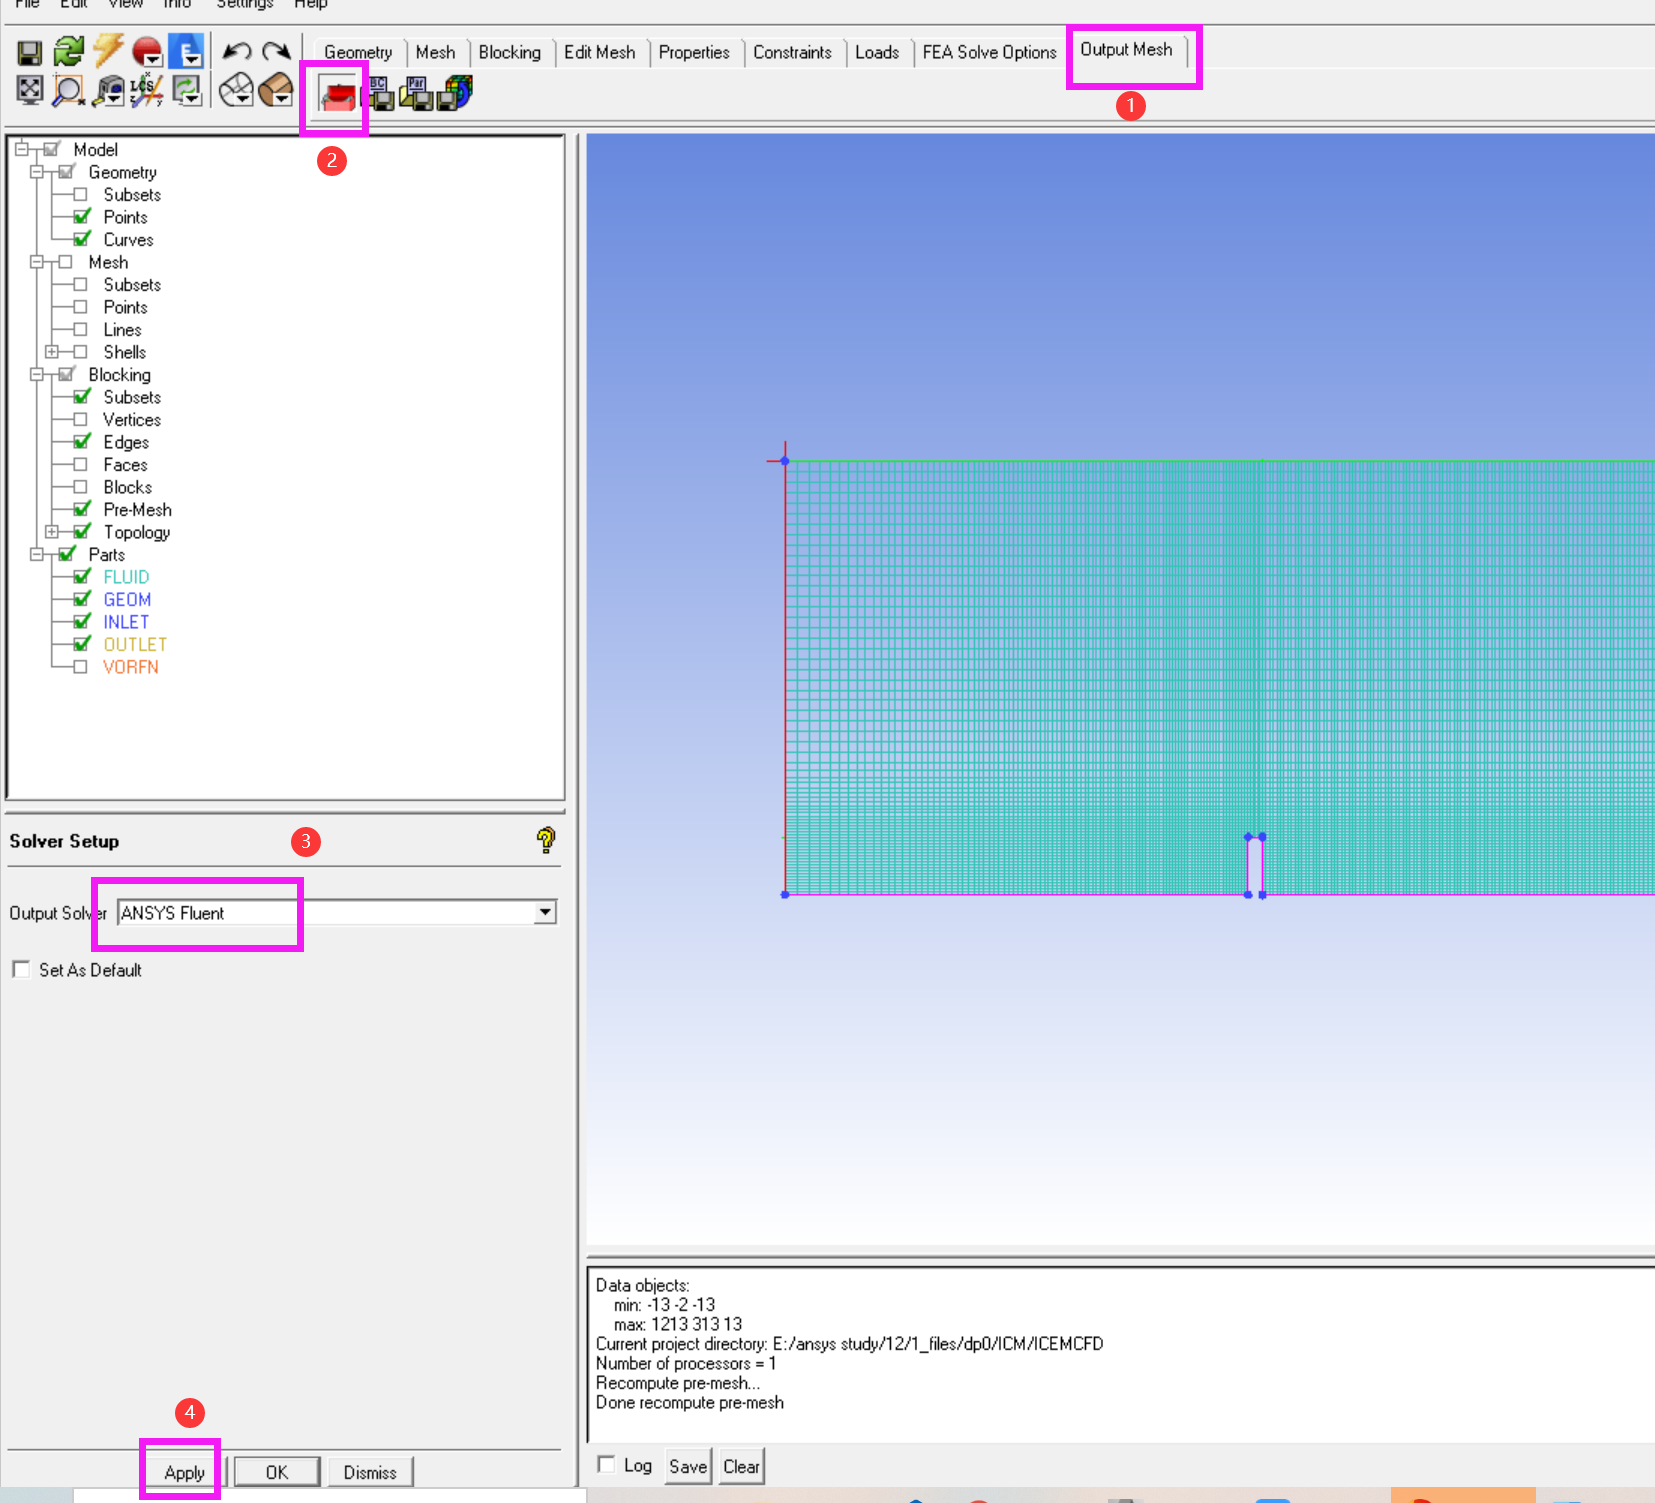 File Edit View Info Settings Help
Geometry Mesh Blocking Edit Mesh Properties Constraints Loads FEA Solve Options Output Mesh
1
2
Model
Geometry
Subsets
Points
Curves
Mesh
Subsets
Points
Lines
Shells
Blocking
Subsets
Vertices
Edges
Faces
Blocks
Pre-Mesh
Topology
Parts
FLUID
GEOM
INLET
OUTLET
VORFN
Solver Setup 3
Output Solver ANSYS Fluent
Set As Default
4
Apply OK Dismiss
Data objects:
min: -13 -2 -13
max: 1213 313 13
Current project directory: E:/ansys study/12/1_files/dp0/ICM/ICEMCFD
Number of processors = 1
Recompute pre-mesh...
Done recompute pre-mesh
Log Save Clear